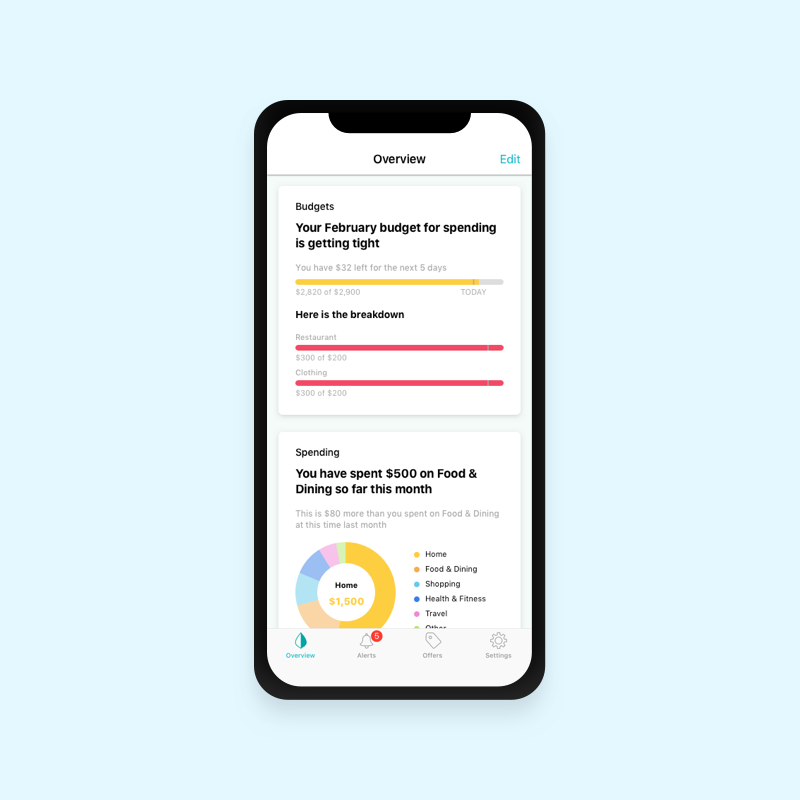 Overview
Edit
Budgets
Your February budget for spending
is getting tight
You have $32 left for the next 5 days
$2,820 of $2,900
TODAY
Here is the breakdown
Restaurant
$300 of $200
Clothing
$300 of $200
Spending
You have spent $500 on Food &
Dining so far this month
This is $80 more than you spent on Food & Dining
at this time last month
Home
$1,500
Home
Food & Dining
Shopping
Health & Fitness
Travel
Other
5
Overview
Alerts
Offers
Settings